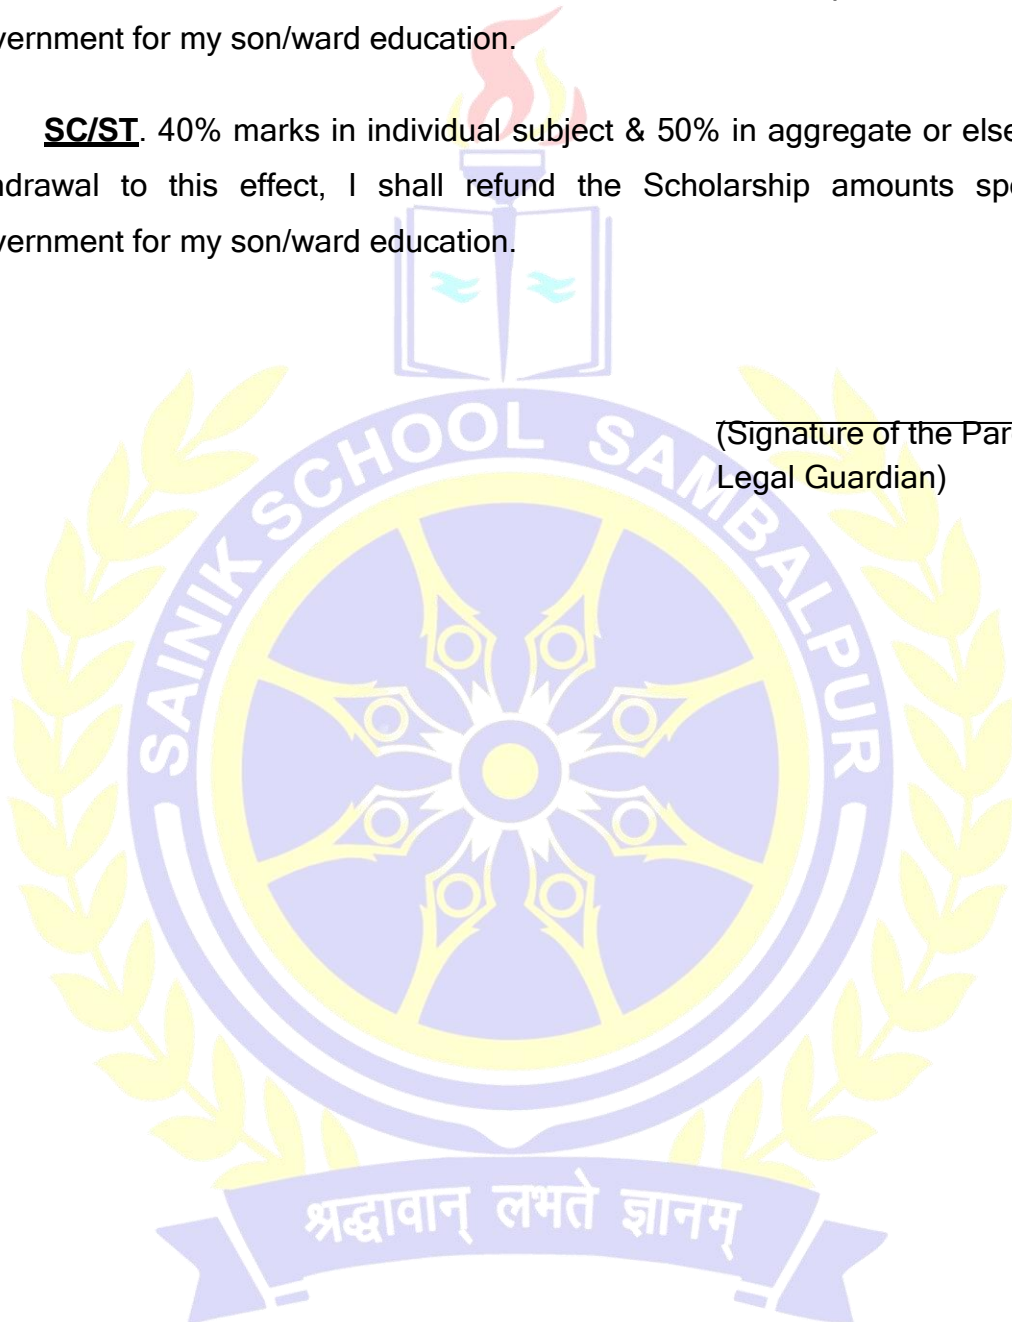 vernment for my son/ward education.
SC/ST. 40% marks in individual subject & 50% in aggregate or else
ndrawal to this effect, I shall refund the Scholarship amounts spe
vernment for my son/ward education.
(Signature of the Par
Legal Guardian)
SAINIK SCHOOL SAMBALPUR
श्रद्धावान् लभते ज्ञानम्